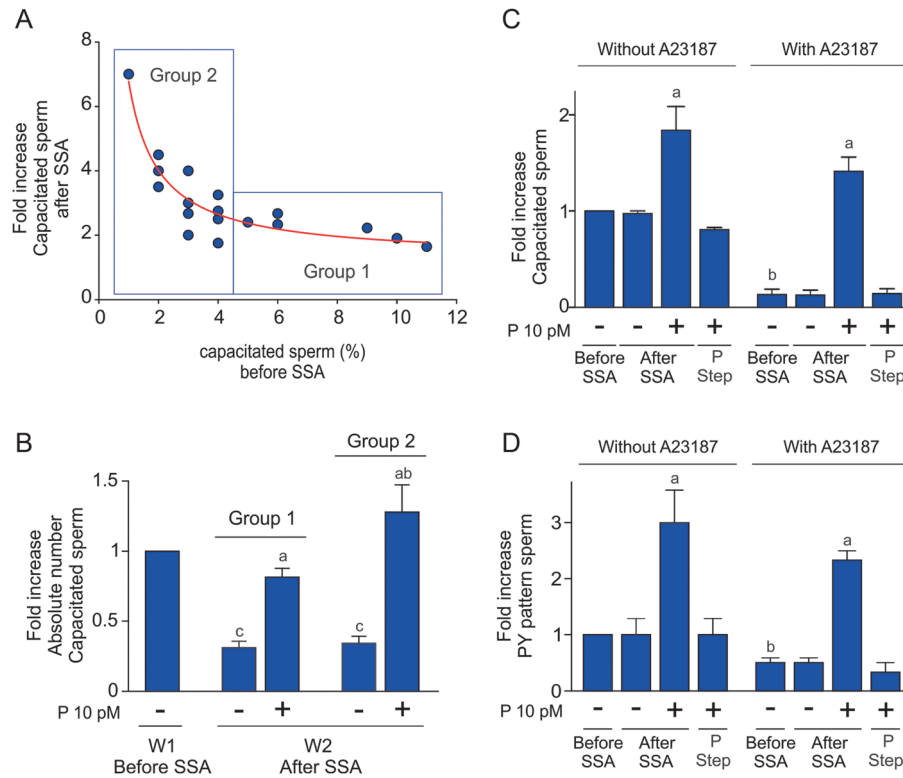 A
Fold increase
Capacitated sperm
after SSA
8
6
4
2
0
Group 2
Group 1
0 2 4 6 8 10 12
capacitated sperm (%)
before SSA
B
Fold increase
Absolute number
Capacitated sperm
1.5
1
0.5
0
Group 1
Group 2
c a c ab
P 10 pM - - + - +
W1 W2
Before SSA After SSA
C
Without A23187 With A23187
Fold increase
Capacitated sperm
2
1
0
a b a
P 10 pM - - + + - - + +
Before After P Before After P
SSA SSA Step SSA SSA Step
D
Without A23187 With A23187
Fold increase
PY pattern sperm
3
2
1
0
a b a
P 10 pM - - + + - - + +
Before After P Before After P
SSA SSA Step SSA SSA Step